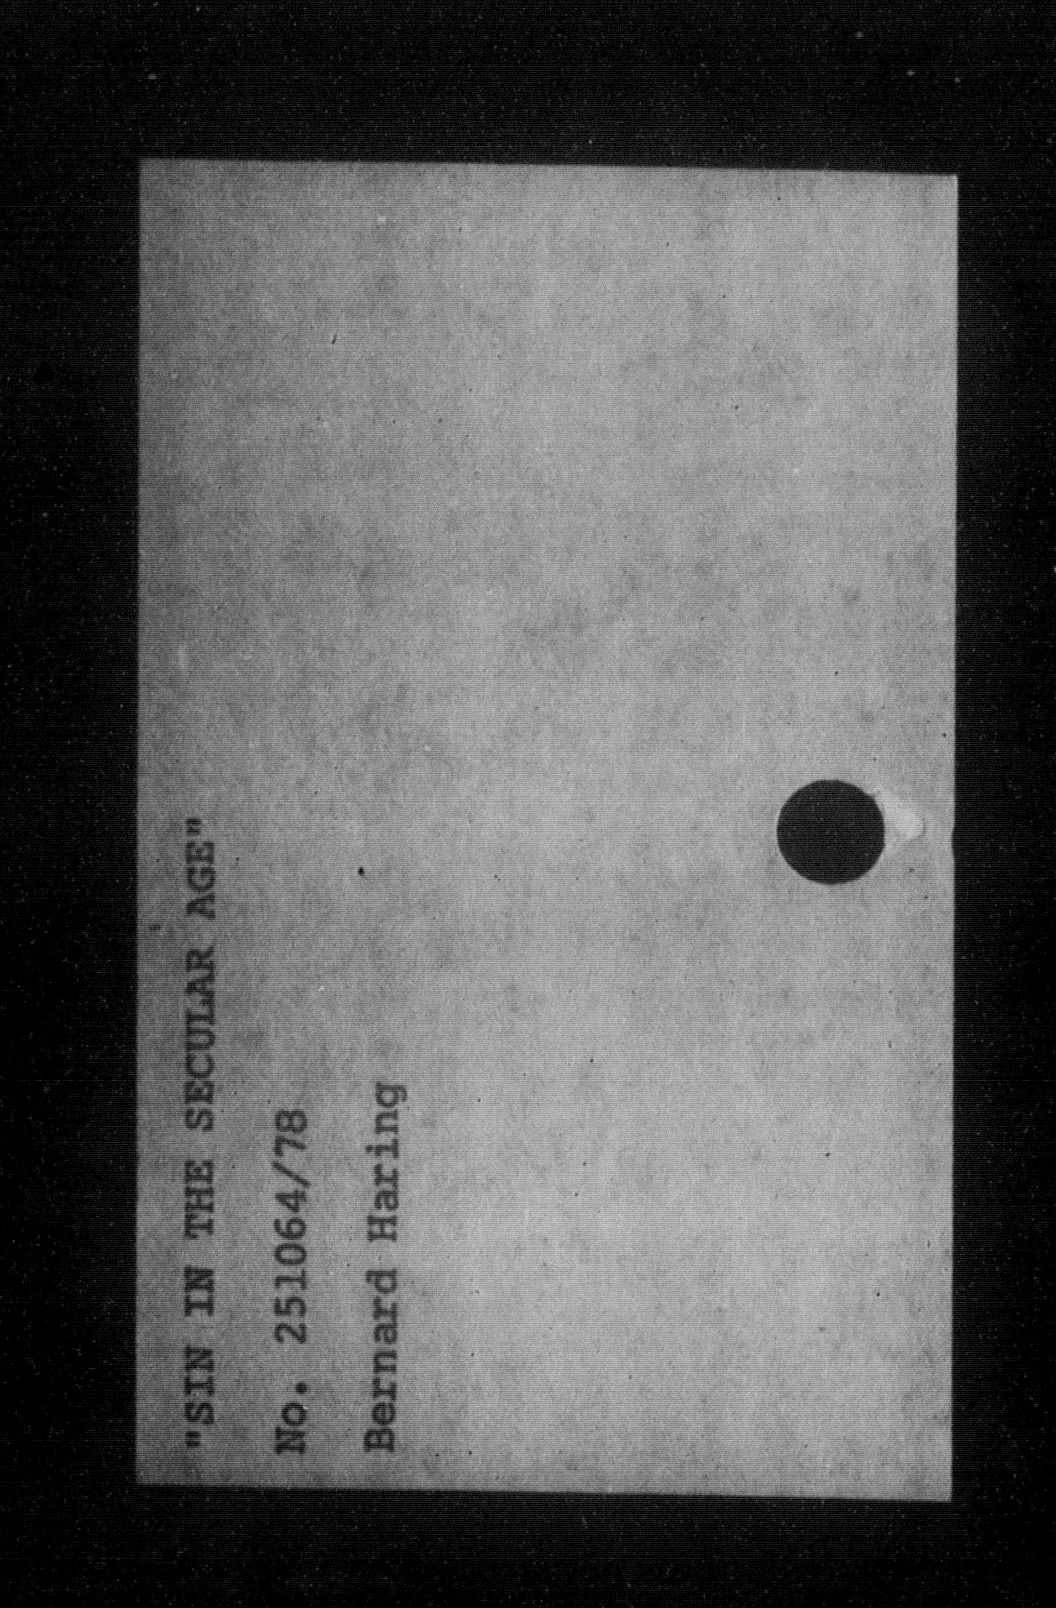 "SIN IN THE SECULAR AGE"
No. 251064/78
Bernard Haring